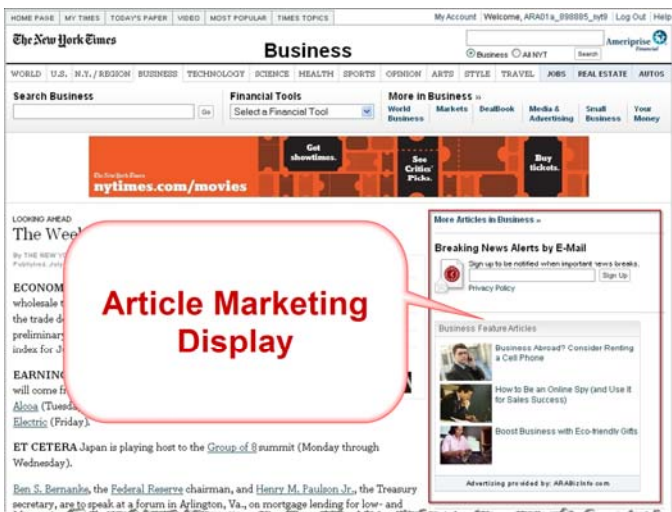 HOME PAGE MY TIMES TODAY'S PAPER VIDEO MOST POPULAR TIMES TOPICS
My Account Welcome, ARA01a_898885_nyt9 Log Out Help
The New York Times
Business
Business All NYT
Search
Ameriprise
Financial
WORLD U.S. N.Y. / REGION BUSINESS TECHNOLOGY SCIENCE HEALTH SPORTS OPINION ARTS STYLE TRAVEL JOBS REAL ESTATE AUTOS
Search Business
Go
Financial Tools
Select a Financial Tool
More in Business »
World Business
Markets
DealBook
Media & Advertising
Small Business
Your Money
The New York Times
nytimes.com/movies
Get showtimes.
See Critics' Picks.
Buy tickets.
LOOKING AHEAD
The Wee
By THE NEW Y
Published: July
ECONOM
wholesale t
the trade de
preliminary
index for J
EARNING
will come fr
Alcoa (Tuesda
Electric (Friday).
ET CETERA Japan is playing host to the Group of 8 summit (Monday through
Wednesday).
Ben S. Bernanke, the Federal Reserve chairman, and Henry M. Paulson Jr., the Treasury
secretary, are to speak at a forum in Arlington, Va., on mortgage lending for low- and
Article Marketing
Display
More Articles in Business »
Breaking News Alerts by E-Mail
Sign up to be notified when important news breaks.
Sign Up
Privacy Policy
Business Feature Articles
Business Abroad? Consider Renting
a Cell Phone
How to Be an Online Spy (and Use It
for Sales Success)
Boost Business with Eco-friendly Gifts
Advertising provided by: ARABizInfo.com